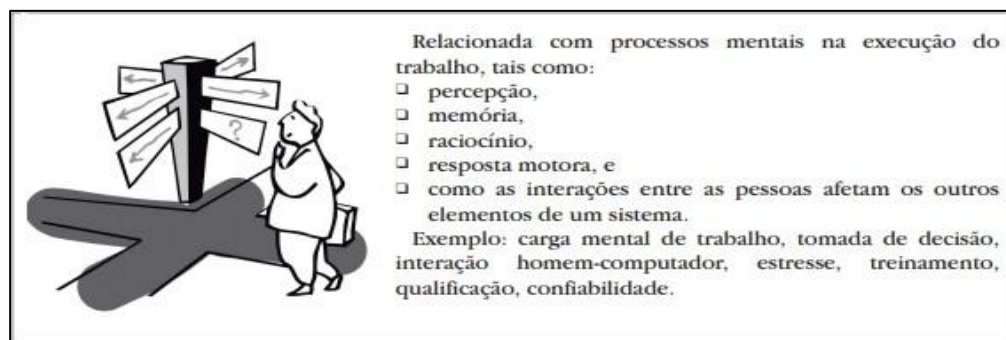 ?
Relacionada com processos mentais na execução do
trabalho, tais como:
❑ percepção,
❑ memória,
❑ raciocínio,
❑ resposta motora, e
❑ como as interações entre as pessoas afetam os outros
elementos de um sistema.
Exemplo: carga mental de trabalho, tomada de decisão,
interação homem-computador, estresse, treinamento,
qualificação, confiabilidade.